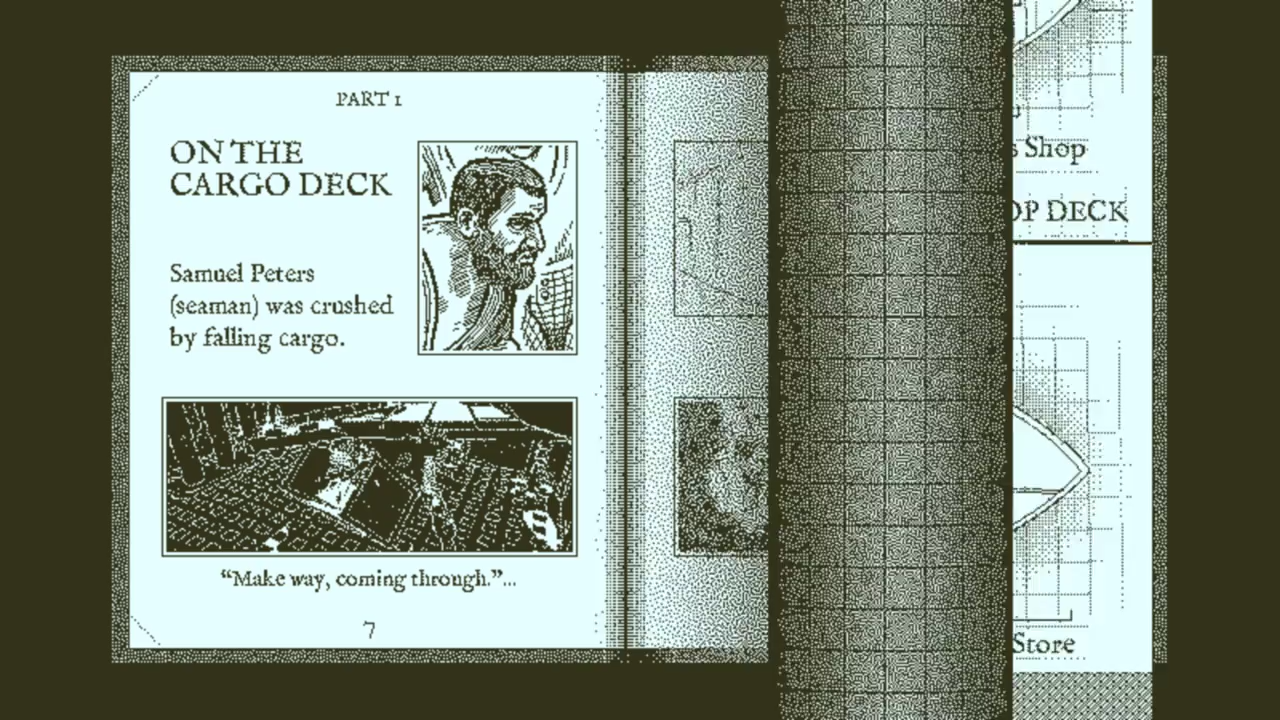 PART 1
ON THE
CARGO DECK
Samuel Peters
(seaman) was crushed
by falling cargo.
“Make way, coming through.”...
7
Shop
DECK
Store